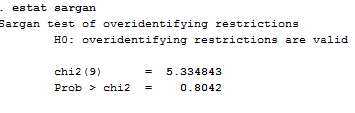 . estat sargan
Sargan test of overidentifying restrictions
H0: overidentifying restrictions are valid
chi2(9) = 5.334843
Prob > chi2 = 0.8042